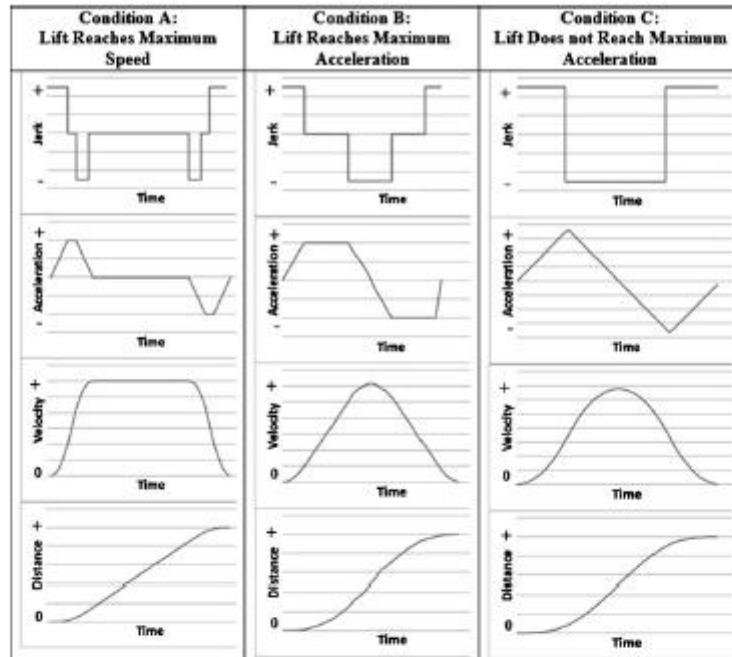 Condition A:
Lift Reaches Maximum
Speed
Condition B:
Lift Reaches Maximum
Acceleration
Condition C:
Lift Does not Reach Maximum
Acceleration
+
Jerk
-
Time
+
Jerk
-
Time
+
Jerk
-
Time
+
Acceleration
-
Time
+
Acceleration
-
Time
+
Acceleration
-
Time
+
Velocity
0
Time
+
Velocity
0
Time
+
Velocity
0
Time
+
Distance
0
Time
+
Distance
0
Time
+
Distance
0
Time